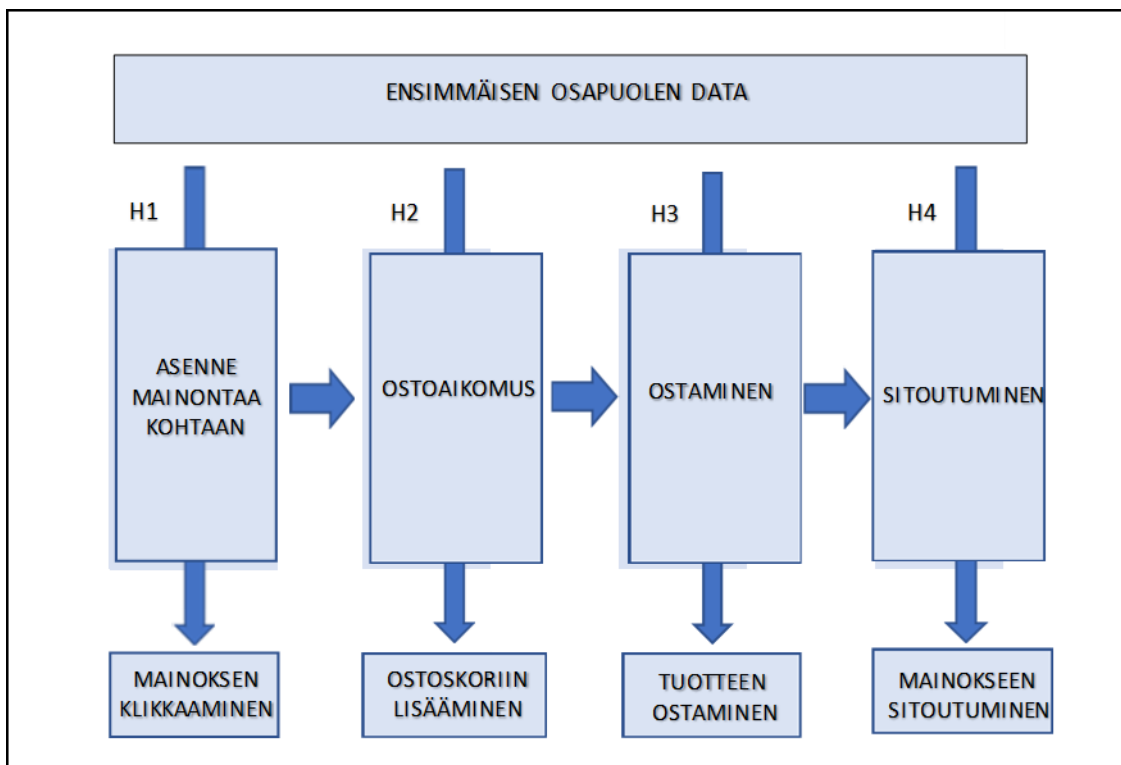 ENSIMMÄISEN OSAPUOLEN DATA
H1
H2
H3
H4
ASENNE
MAINONTAA
KOHTAAN
OSTOAIKOMUS
OSTAMINEN
SITOUTUMINEN
MAINOKSEN
KLIKKAAMINEN
OSTOSKORIIN
LISÄÄMINEN
TUOTTEEN
OSTAMINEN
MAINOKSEEN
SITOUTUMINEN